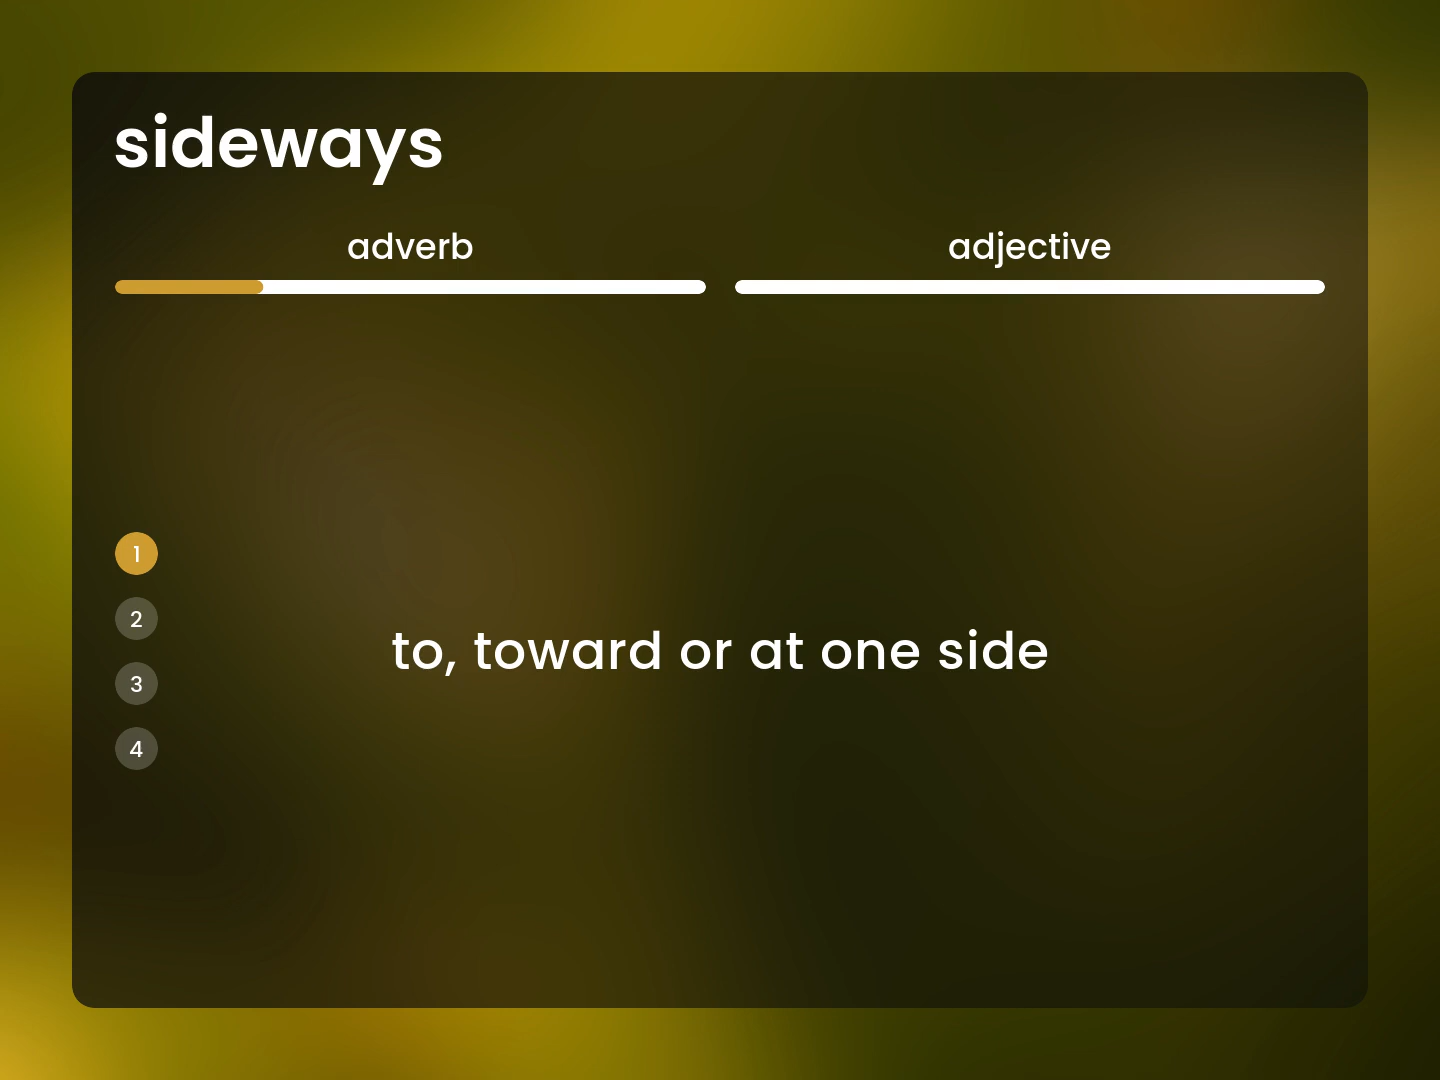 sideways
adverb
adjective
1
2
3
4
to, toward or at one side